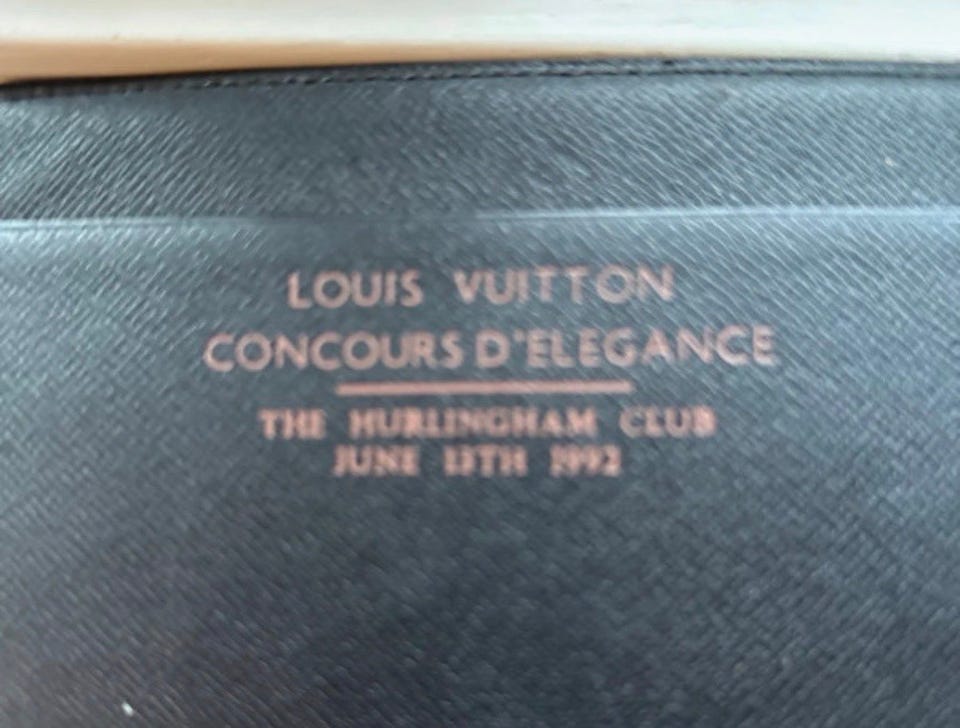 LOUIS VUITTON
CONCOURS D'ELEGANCE
THE HURLINGHAM CLUB
JUNE 13TH 1992